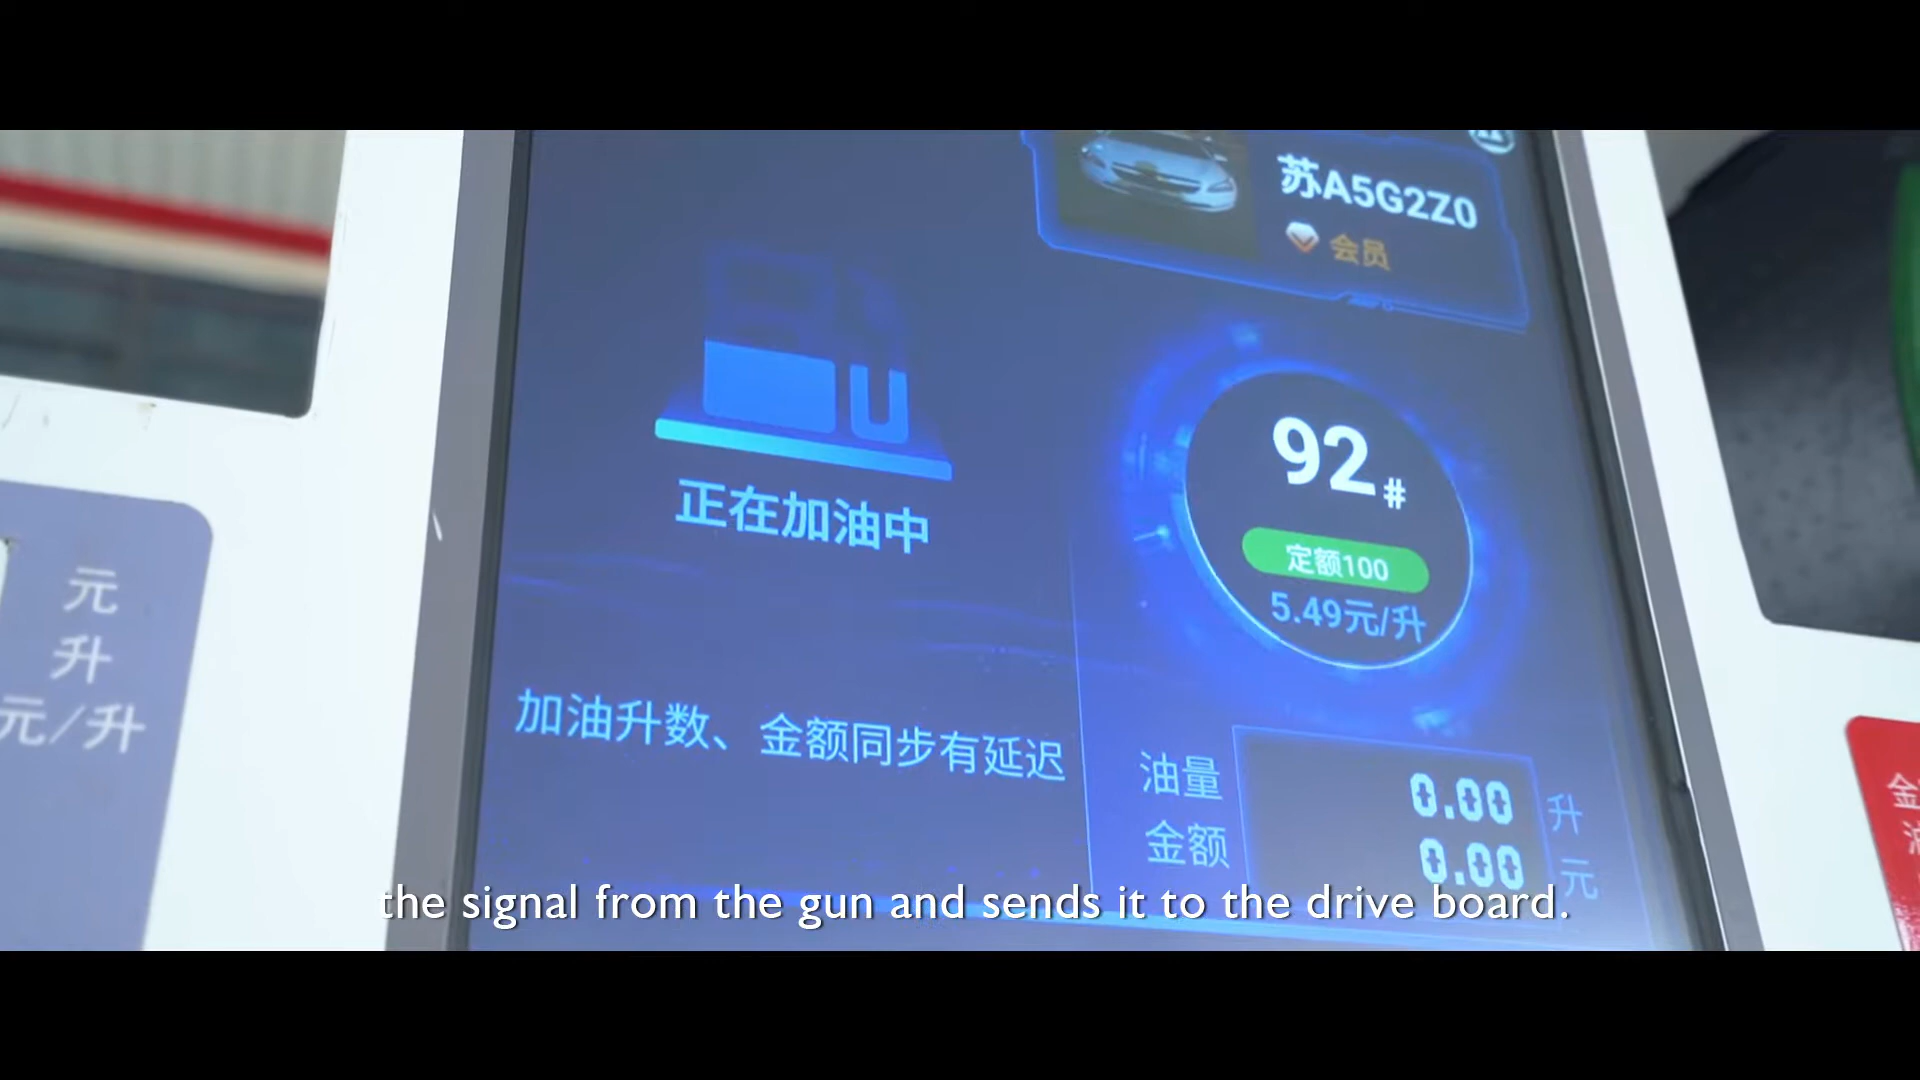 苏A5G2Z0
会员
92#
定额100
5.49元/升
正在加油中
加油升数、金额同步有延迟
油量 0.00 升
金额 0.00 元
元
升
元/升
金
the signal from the gun and sends it to the drive board.